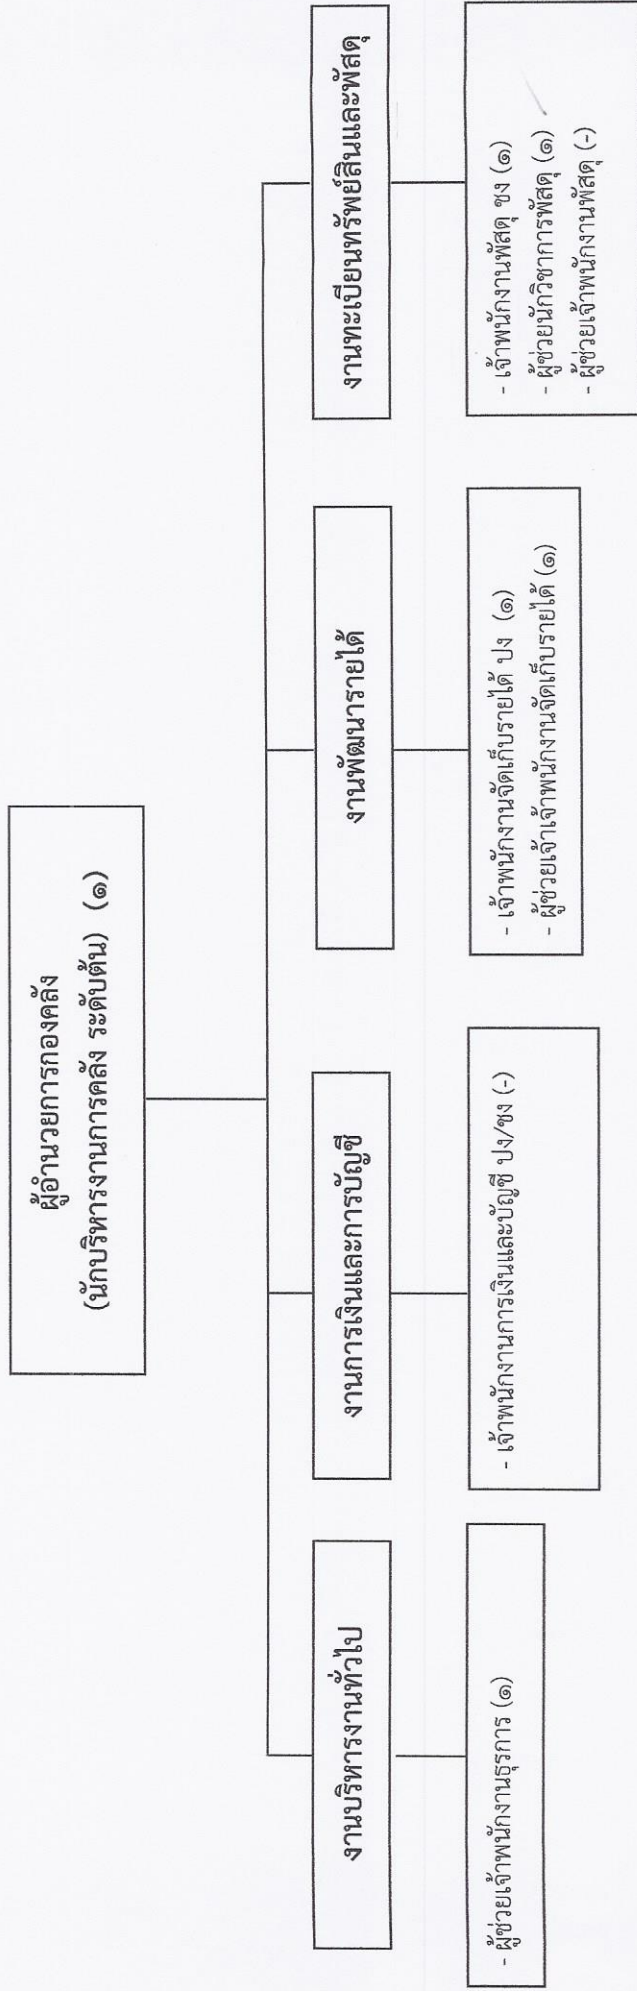 ผู้อำนวยการกองคลัง
(นักบริหารงานการคลัง ระดับต้น) (๑)
งานบริหารงานทั่วไป
งานการเงินและการบัญชี
งานพัฒนารายได้
งานทะเบียนทรัพย์สินและพัสดุ
- ผู้ช่วยเจ้าพนักงานธุรการ (๑)
- เจ้าพนักงานการเงินและบัญชี ปง/ชง (-)
- เจ้าพนักงานจัดเก็บรายได้ ปง (๑)
- ผู้ช่วยเจ้าเจ้าพนักงานจัดเก็บรายได้ (๑)
- เจ้าพนักงานพัสดุ ชง (๑)
- ผู้ช่วยนักวิชาการพัสดุ (๑)
- ผู้ช่วยเจ้าพนักงานพัสดุ (-)